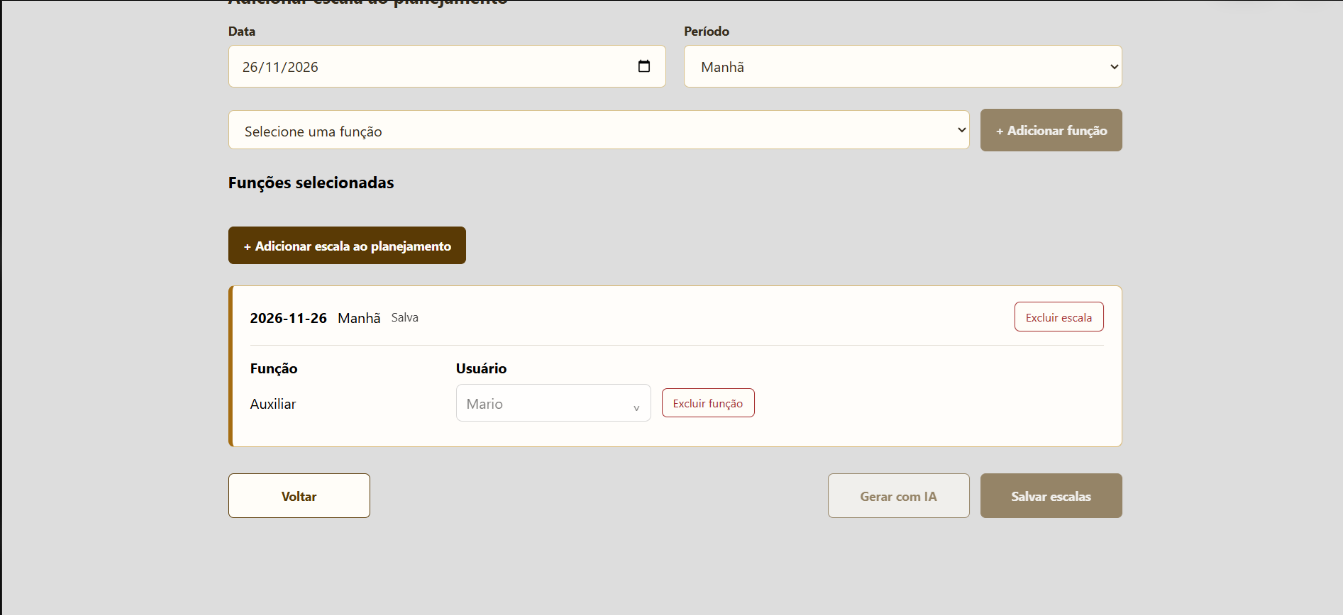 Adicionar escala ao planejamento
Data
Período
26/11/2026
Manhã
Selecione uma função
+ Adicionar função
Funções selecionadas
+ Adicionar escala ao planejamento
2026-11-26 Manhã Salva
Excluir escala
Função
Usuário
Auxiliar
Mario
Excluir função
Voltar
Gerar com IA
Salvar escalas